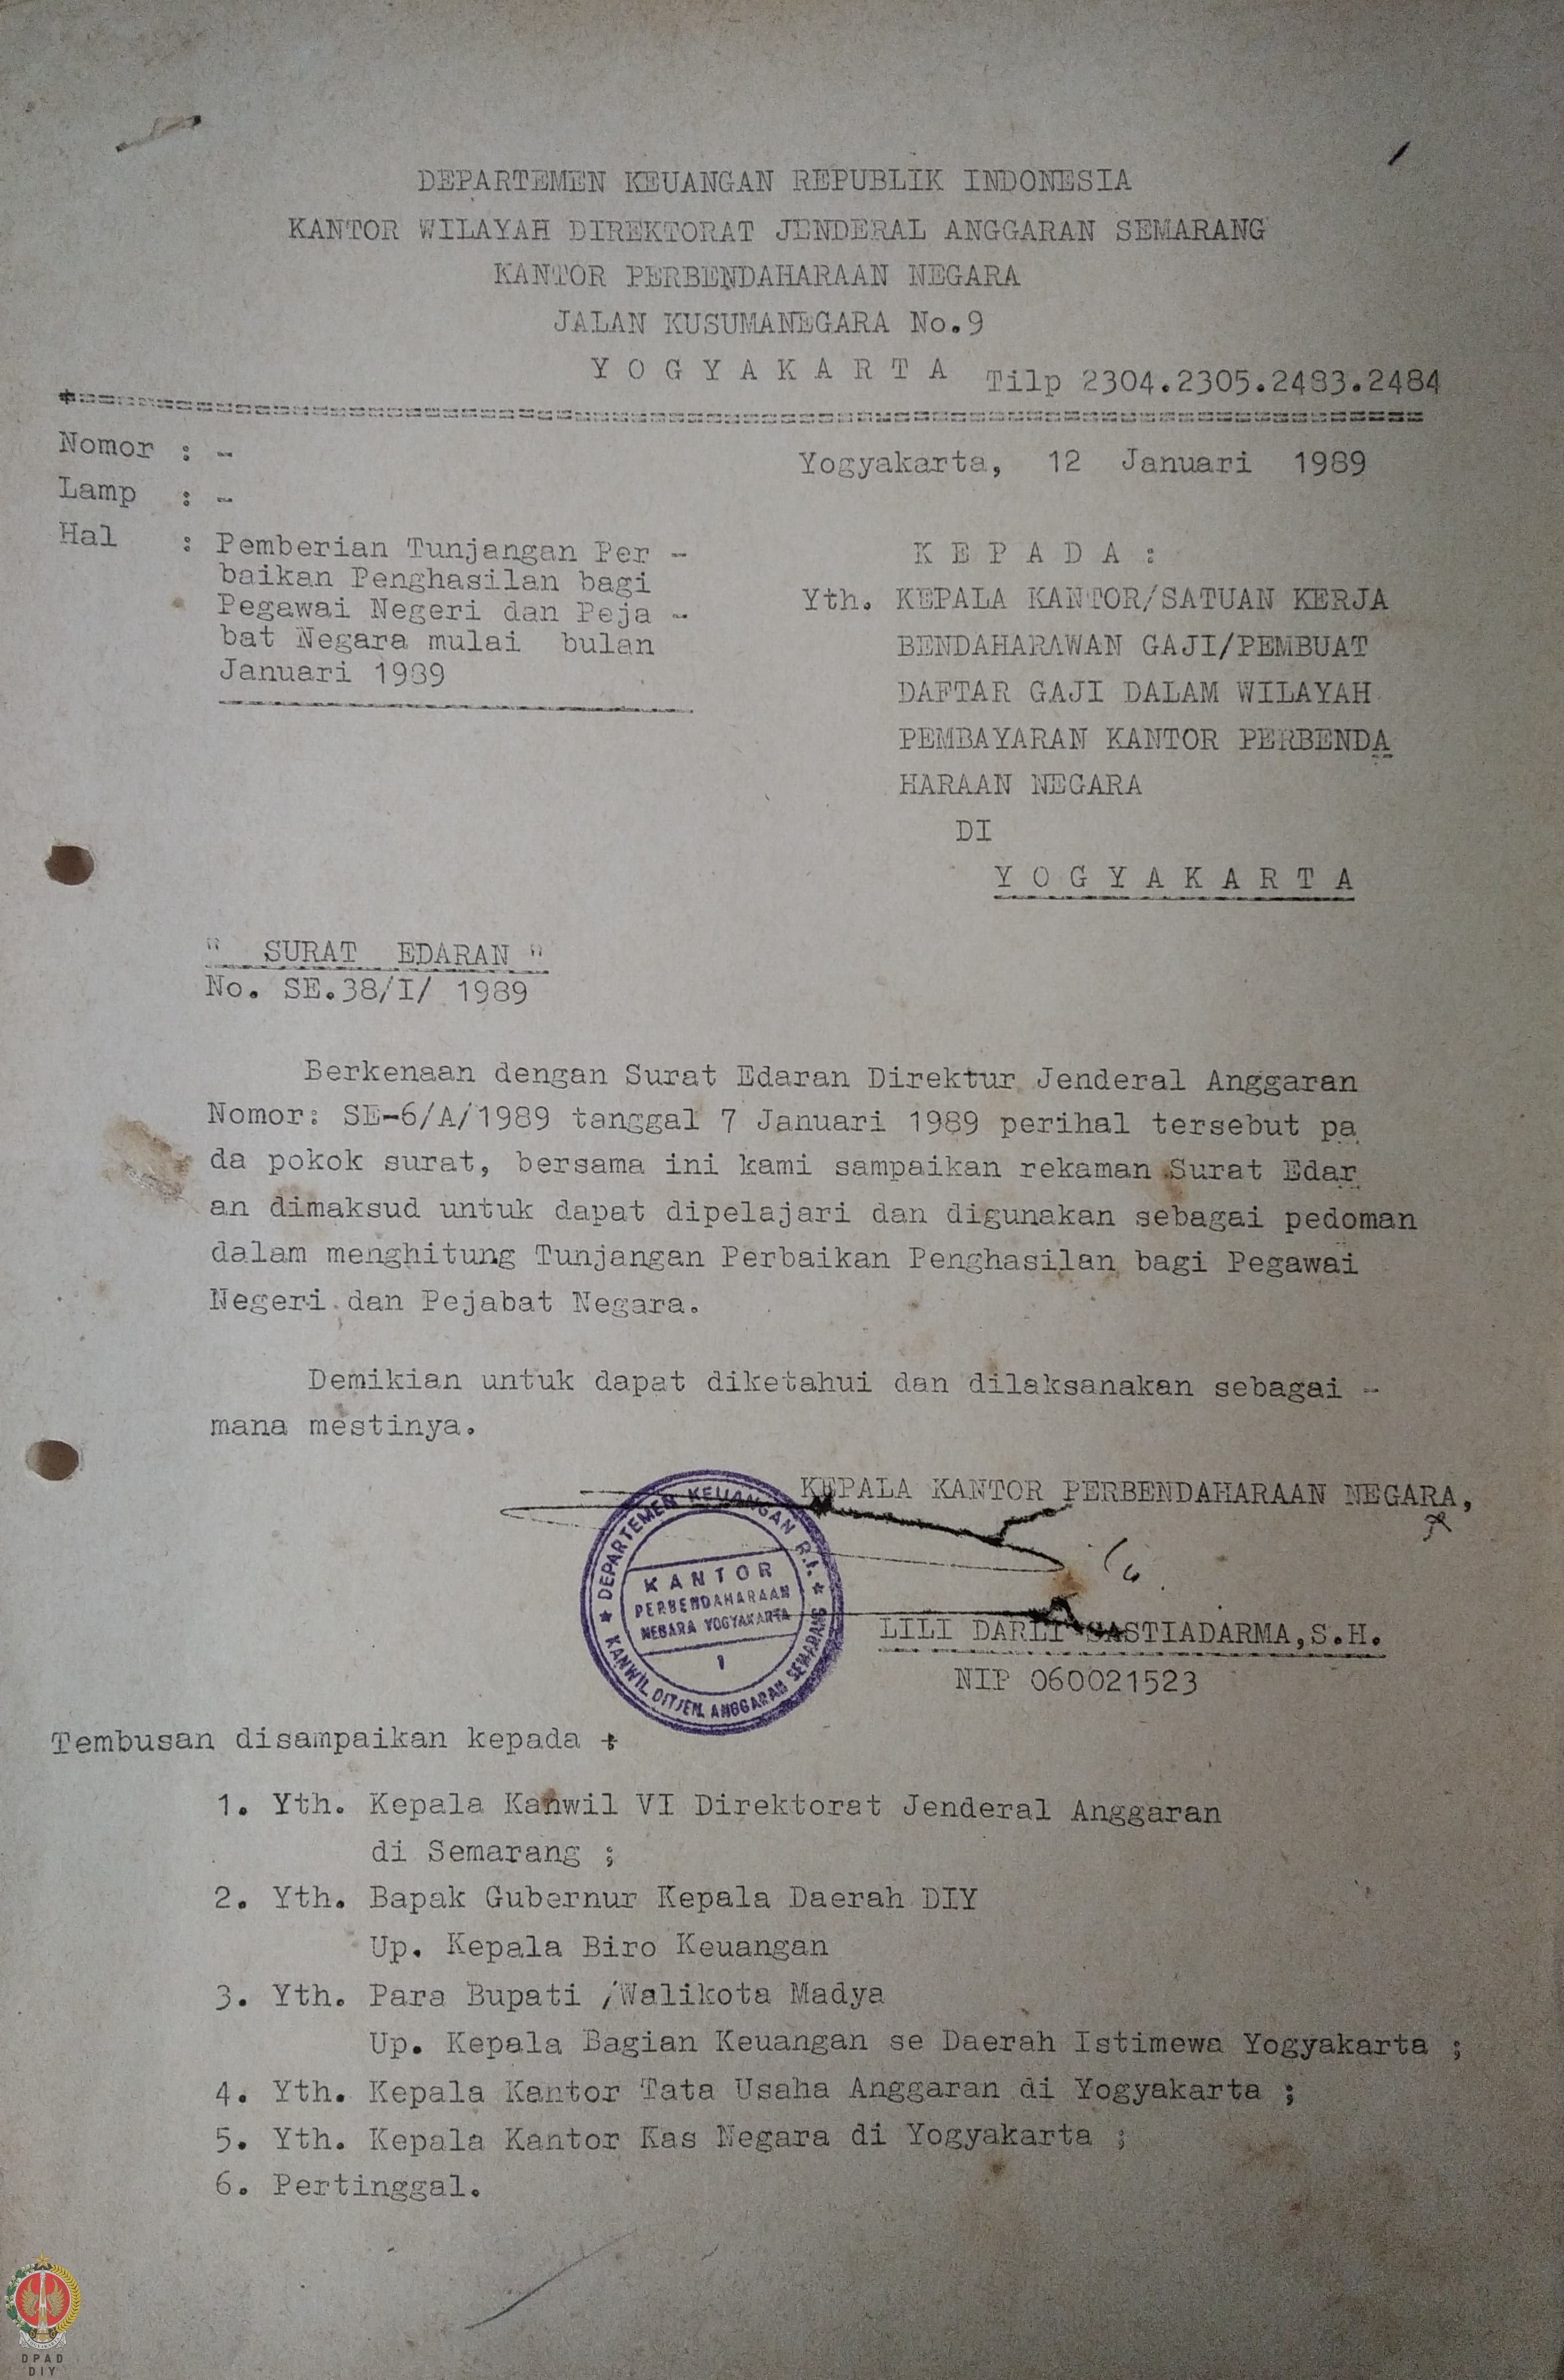 DEPARTEMEN KEUANGAN REPUBLIK INDONESIA
KANTOR WILAYAH DIREKTORAT JENDERAL ANGGARAN SEMARANG
KANTOR PERBENDAHARAAN NEGARA
JALAN KUSUMANEGARA No.9
Y O G Y A K A R T A Tilp 2304.2305.2483.2484
Nomor : -
Yogyakarta, 12 Januari 1989
Lamp : -
Hal : Pemberian Tunjangan Per -
baikan Penghasilan bagi
Pegawai Negeri dan Peja -
bat Negara mulai bulan
Januari 1989
K E P A D A :
Yth. KEPALA KANTOR/SATUAN KERJA
BENDAHARAWAN GAJI/PEMBUAT
DAFTAR GAJI DALAM WILAYAH
PEMBAYARAN KANTOR PERBENDA
HARAAN NEGARA
DI
Y O G Y A K A R T A
" SURAT EDARAN "
No. SE.38/I/ 1989
Berkenaan dengan Surat Edaran Direktur Jenderal Anggaran
Nomor: SE-6/A/1989 tanggal 7 Januari 1989 perihal tersebut pa
da pokok surat, bersama ini kami sampaikan rekaman Surat Edar
an dimaksud untuk dapat dipelajari dan digunakan sebagai pedoman
dalam menghitung Tunjangan Perbaikan Penghasilan bagi Pegawai
Negeri dan Pejabat Negara.
Demikian untuk dapat diketahui dan dilaksanakan sebagai -
mana mestinya.
KEPALA KANTOR PERBENDAHARAAN NEGARA,
★ DEPARTEMEN KEUANGAN R.I. ★
KANTOR
PERBENDAHARAAN
NEGARA YOGYAKARTA
1
KANWIL DITJEN. ANGGARAN SEMARANG
LILI DARLI SASTIADARMA,S.H.
NIP 060021523
Tembusan disampaikan kepada :
1. Yth. Kepala Kanwil VI Direktorat Jenderal Anggaran
di Semarang ;
2. Yth. Bapak Gubernur Kepala Daerah DIY
Up. Kepala Biro Keuangan
3. Yth. Para Bupati /Walikota Madya
Up. Kepala Bagian Keuangan se Daerah Istimewa Yogyakarta ;
4. Yth. Kepala Kantor Tata Usaha Anggaran di Yogyakarta ;
5. Yth. Kepala Kantor Kas Negara di Yogyakarta ;
6. Pertinggal.
DPAD
DIY